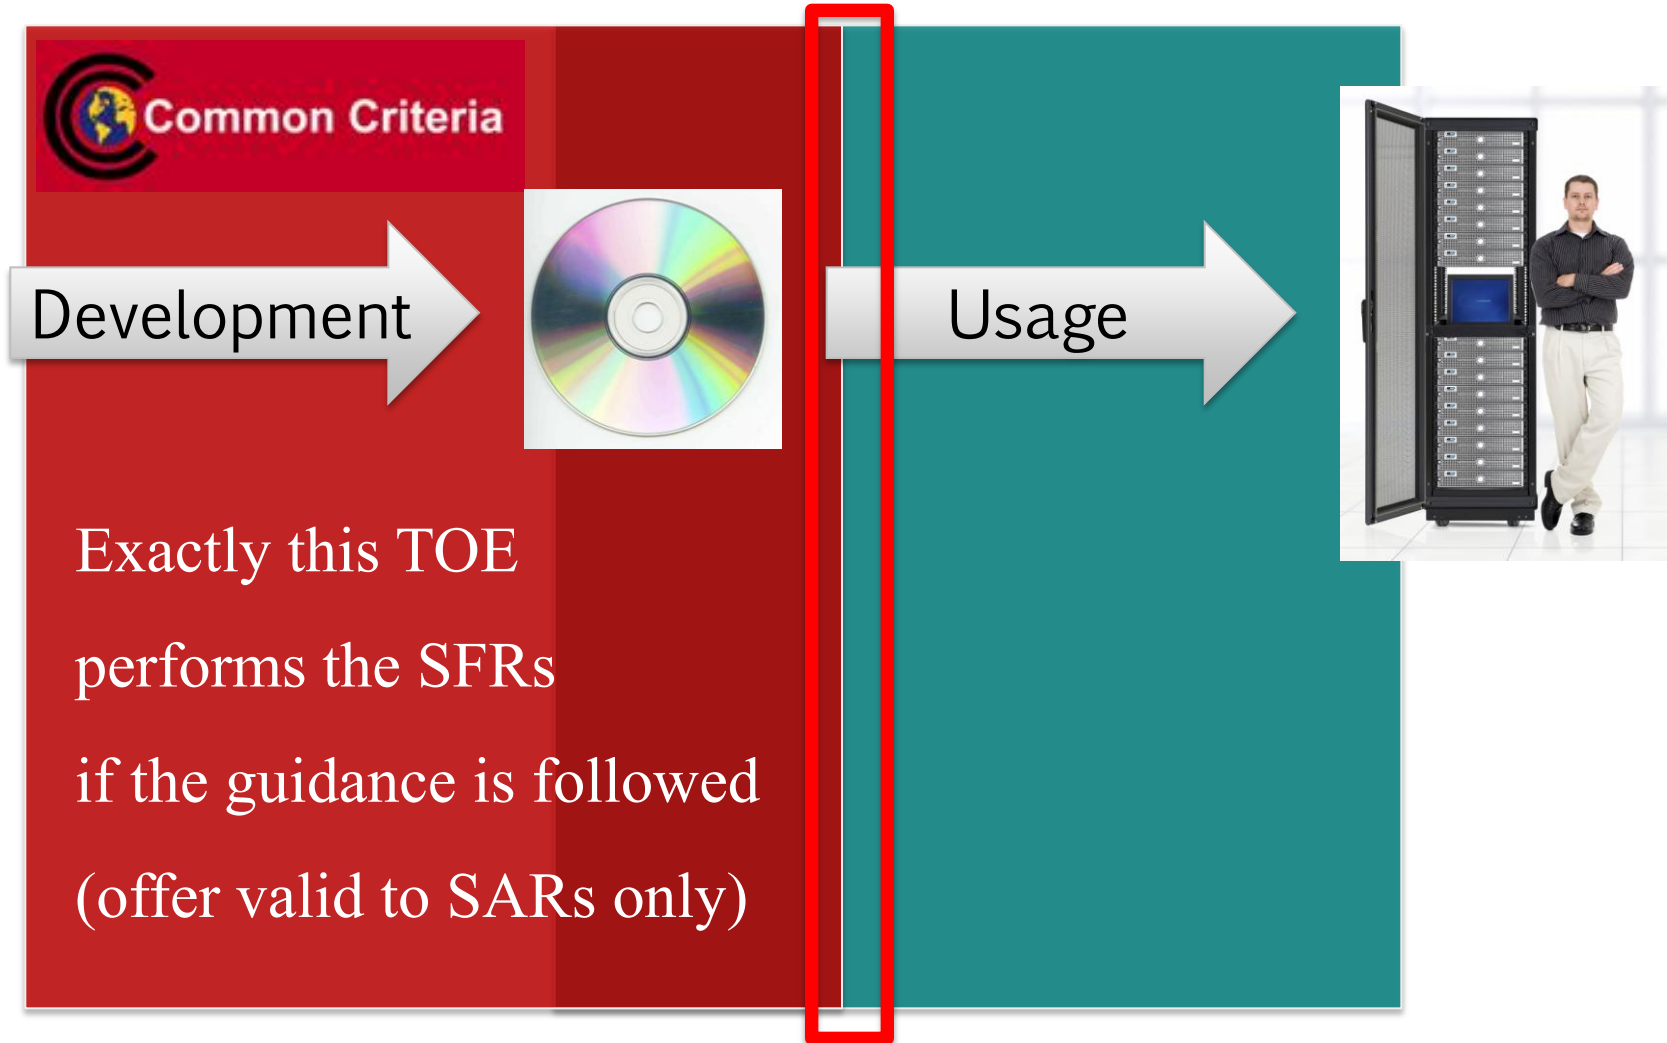 Common Criteria
Development
Usage
Exactly this TOE
performs the SFRs
if the guidance is followed
(offer valid to SARs only)